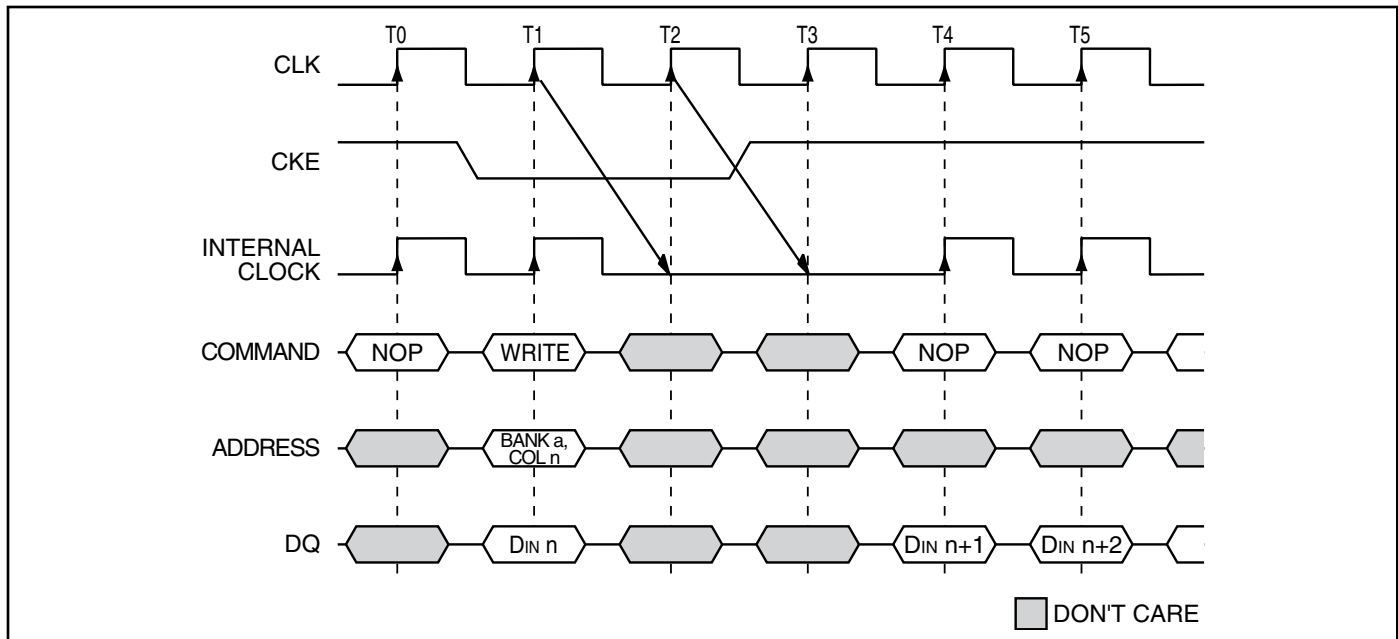 T0 T1 T2 T3 T4 T5
CLK
CKE
INTERNAL
CLOCK
COMMAND NOP WRITE NOP NOP
ADDRESS BANK a,
COL n
DQ DIN n DIN n+1 DIN n+2
DON'T CARE